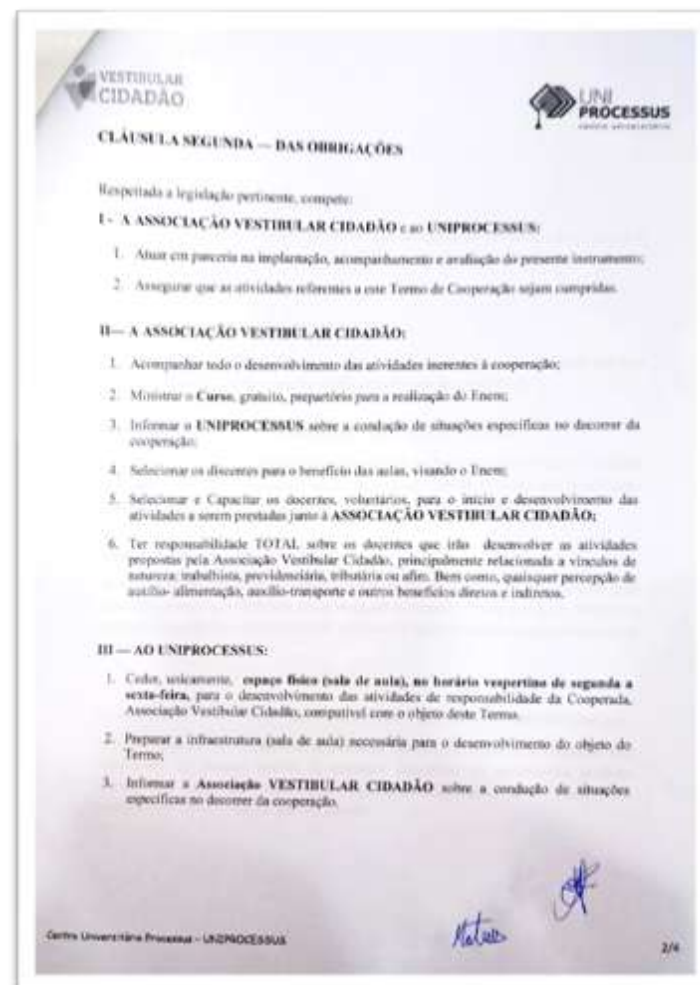 VESTIBULAR
CIDADÃO
UNI
PROCESSUS
CLÁUSULA SEGUNDA — DAS OBRIGAÇÕES
Respeitada a legislação pertinente, compete:
I - A ASSOCIAÇÃO VESTIBULAR CIDADÃO e ao UNIPROCESSUS:
1. Atuar em parceria na implantação, acompanhamento e avaliação do presente instrumento;
2. Assegurar que as atividades referentes a este Termo de Cooperação sejam cumpridas.
II— A ASSOCIAÇÃO VESTIBULAR CIDADÃO:
1. Acompanhar todo o desenvolvimento das atividades inerentes à cooperação;
2. Ministrar o Curso, gratuito, preparatório para a realização do Enem;
3. Informar o UNIPROCESSUS sobre a condução de situações específicas no decorrer da
cooperação;
4. Selecionar os discentes para o benefício das aulas, visando o Enem;
5. Selecionar e Capacitar os docentes, voluntários, para o início e desenvolvimento das
atividades a serem prestadas junto à ASSOCIAÇÃO VESTIBULAR CIDADÃO;
6. Ter responsabilidade TOTAL sobre os docentes que irão desenvolver as atividades
propostas pela Associação Vestibular Cidadão, principalmente relacionada a vínculos de
natureza: trabalhista, previdenciária, tributária ou afim. Bem como, quaisquer percepção de
auxílio- alimentação, auxílio-transporte e outros benefícios diretos e indiretos.
III — AO UNIPROCESSUS:
1. Ceder, unicamente, espaço físico (sala de aula), no horário vespertino de segunda a
sexta-feira, para o desenvolvimento das atividades de responsabilidade da Cooperada,
Associação Vestibular Cidadão, compatível com o objeto deste Termo.
2. Preparar a infraestrutura (sala de aula) necessária para o desenvolvimento do objeto do
Termo;
3. Informar a Associação VESTIBULAR CIDADÃO sobre a condução de situações
específicas no decorrer da cooperação.
Centro Universitário Processus - UNIPROCESSUS
2/4